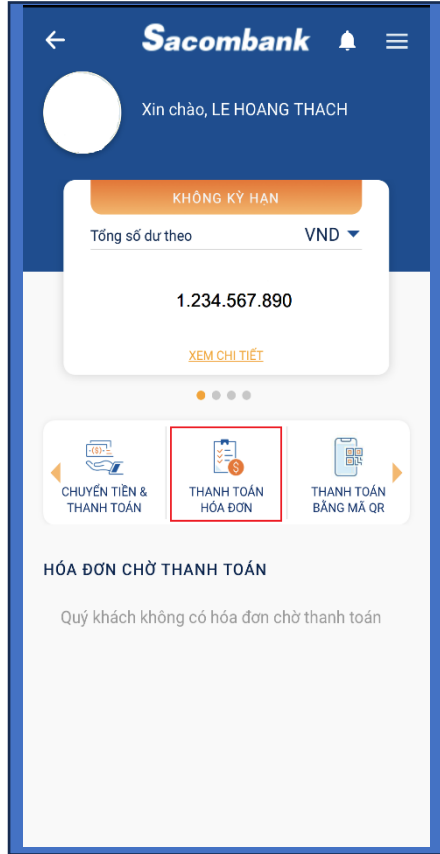 Sacombank
Xin chào, LE HOANG THACH
KHÔNG KỲ HẠN
Tổng số dư theo VND
1.234.567.890
XEM CHI TIẾT
CHUYỂN TIỀN & THANH TOÁN
THANH TOÁN HÓA ĐƠN
THANH TOÁN BẰNG MÃ QR
HÓA ĐƠN CHỜ THANH TOÁN
Quý khách không có hóa đơn chờ thanh toán